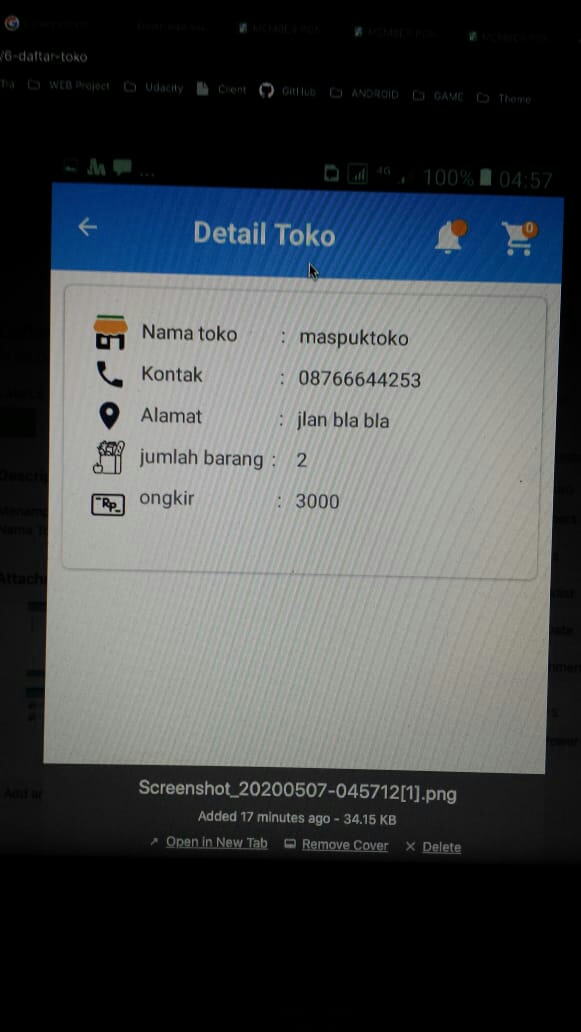 /6-daftar-toko
WEB Project Udacity Client GitHub ANDROID GAME Theme
... 4G 100% 04:57
Detail Toko 0
Nama toko : maspuktoko
Kontak : 08766644253
Alamat : jlan bla bla
jumlah barang : 2
Rp ongkir : 3000
Attach
Screenshot_20200507-045712[1].png
Added 17 minutes ago - 34.15 KB
Open in New Tab Remove Cover Delete